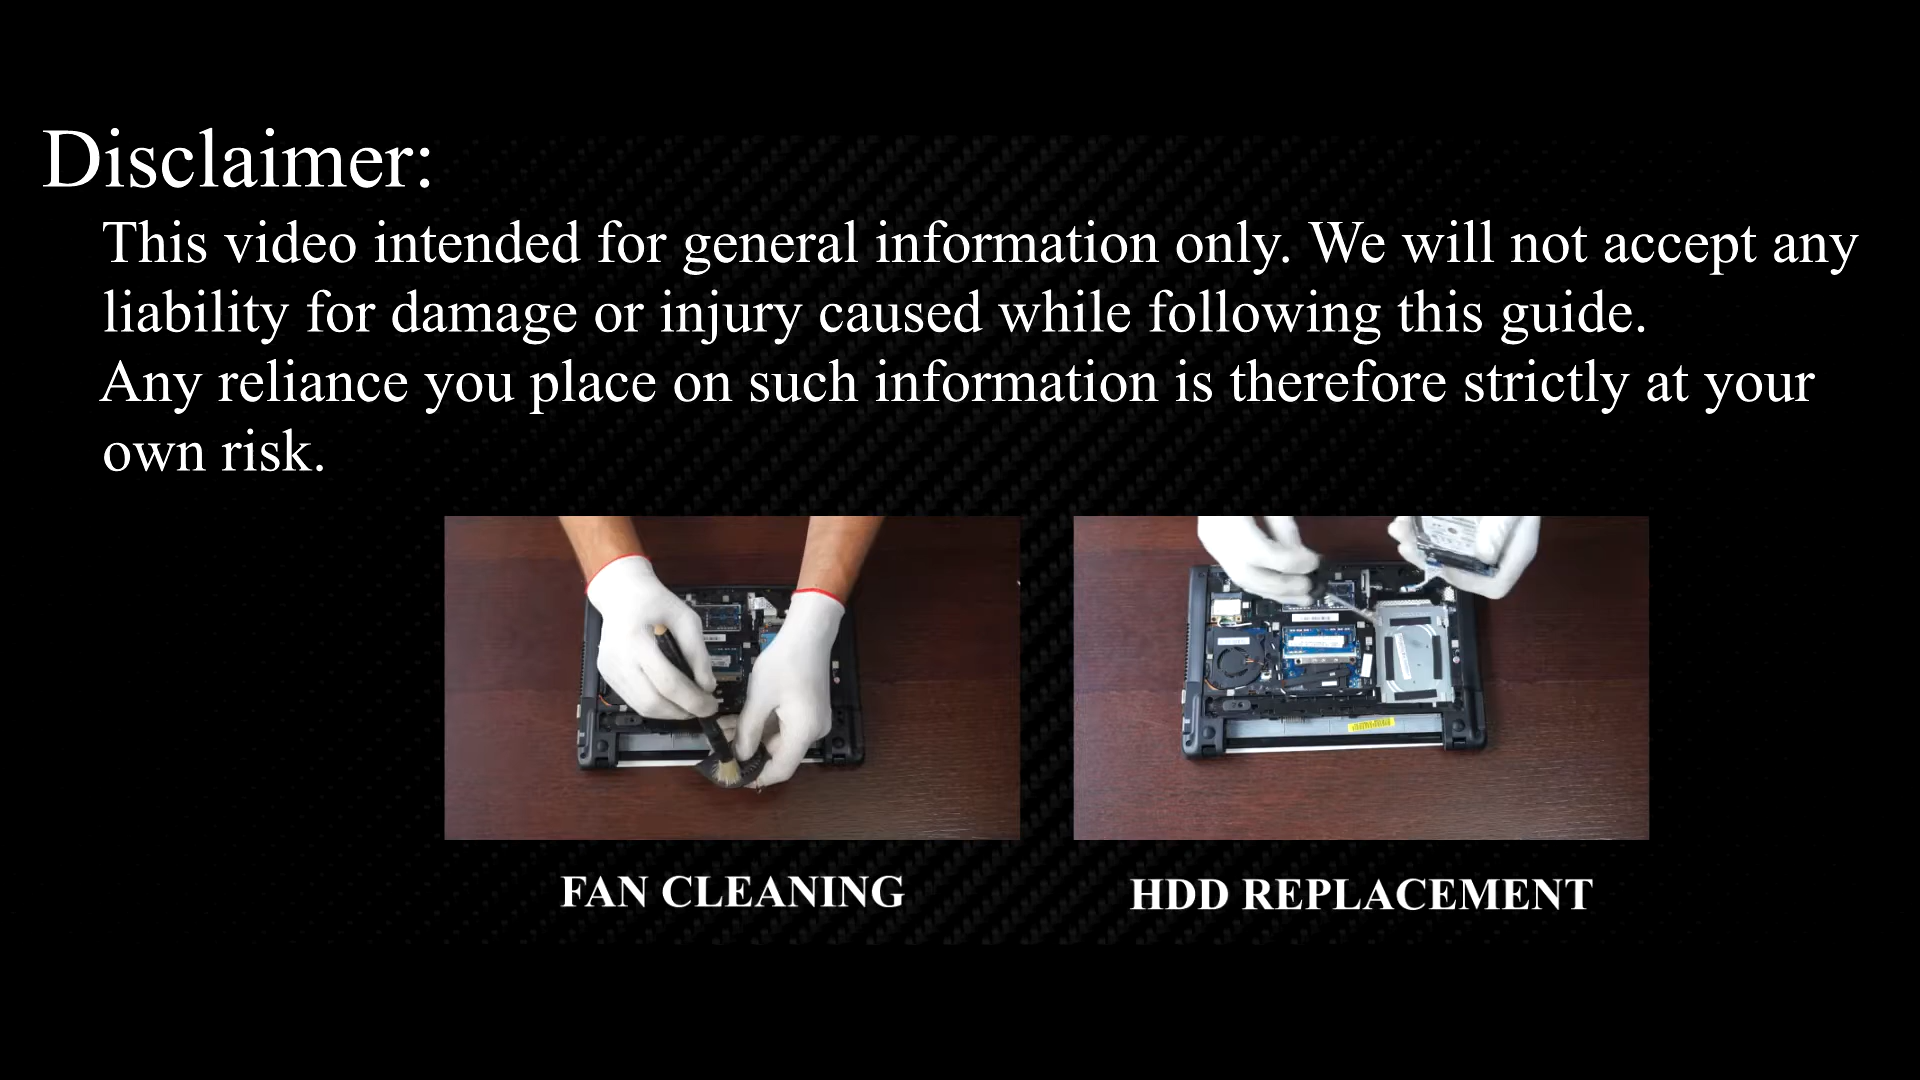 Disclaimer:
This video intended for general information only. We will not accept any
liability for damage or injury caused while following this guide.
Any reliance you place on such information is therefore strictly at your
own risk.
FAN CLEANING
HDD REPLACEMENT